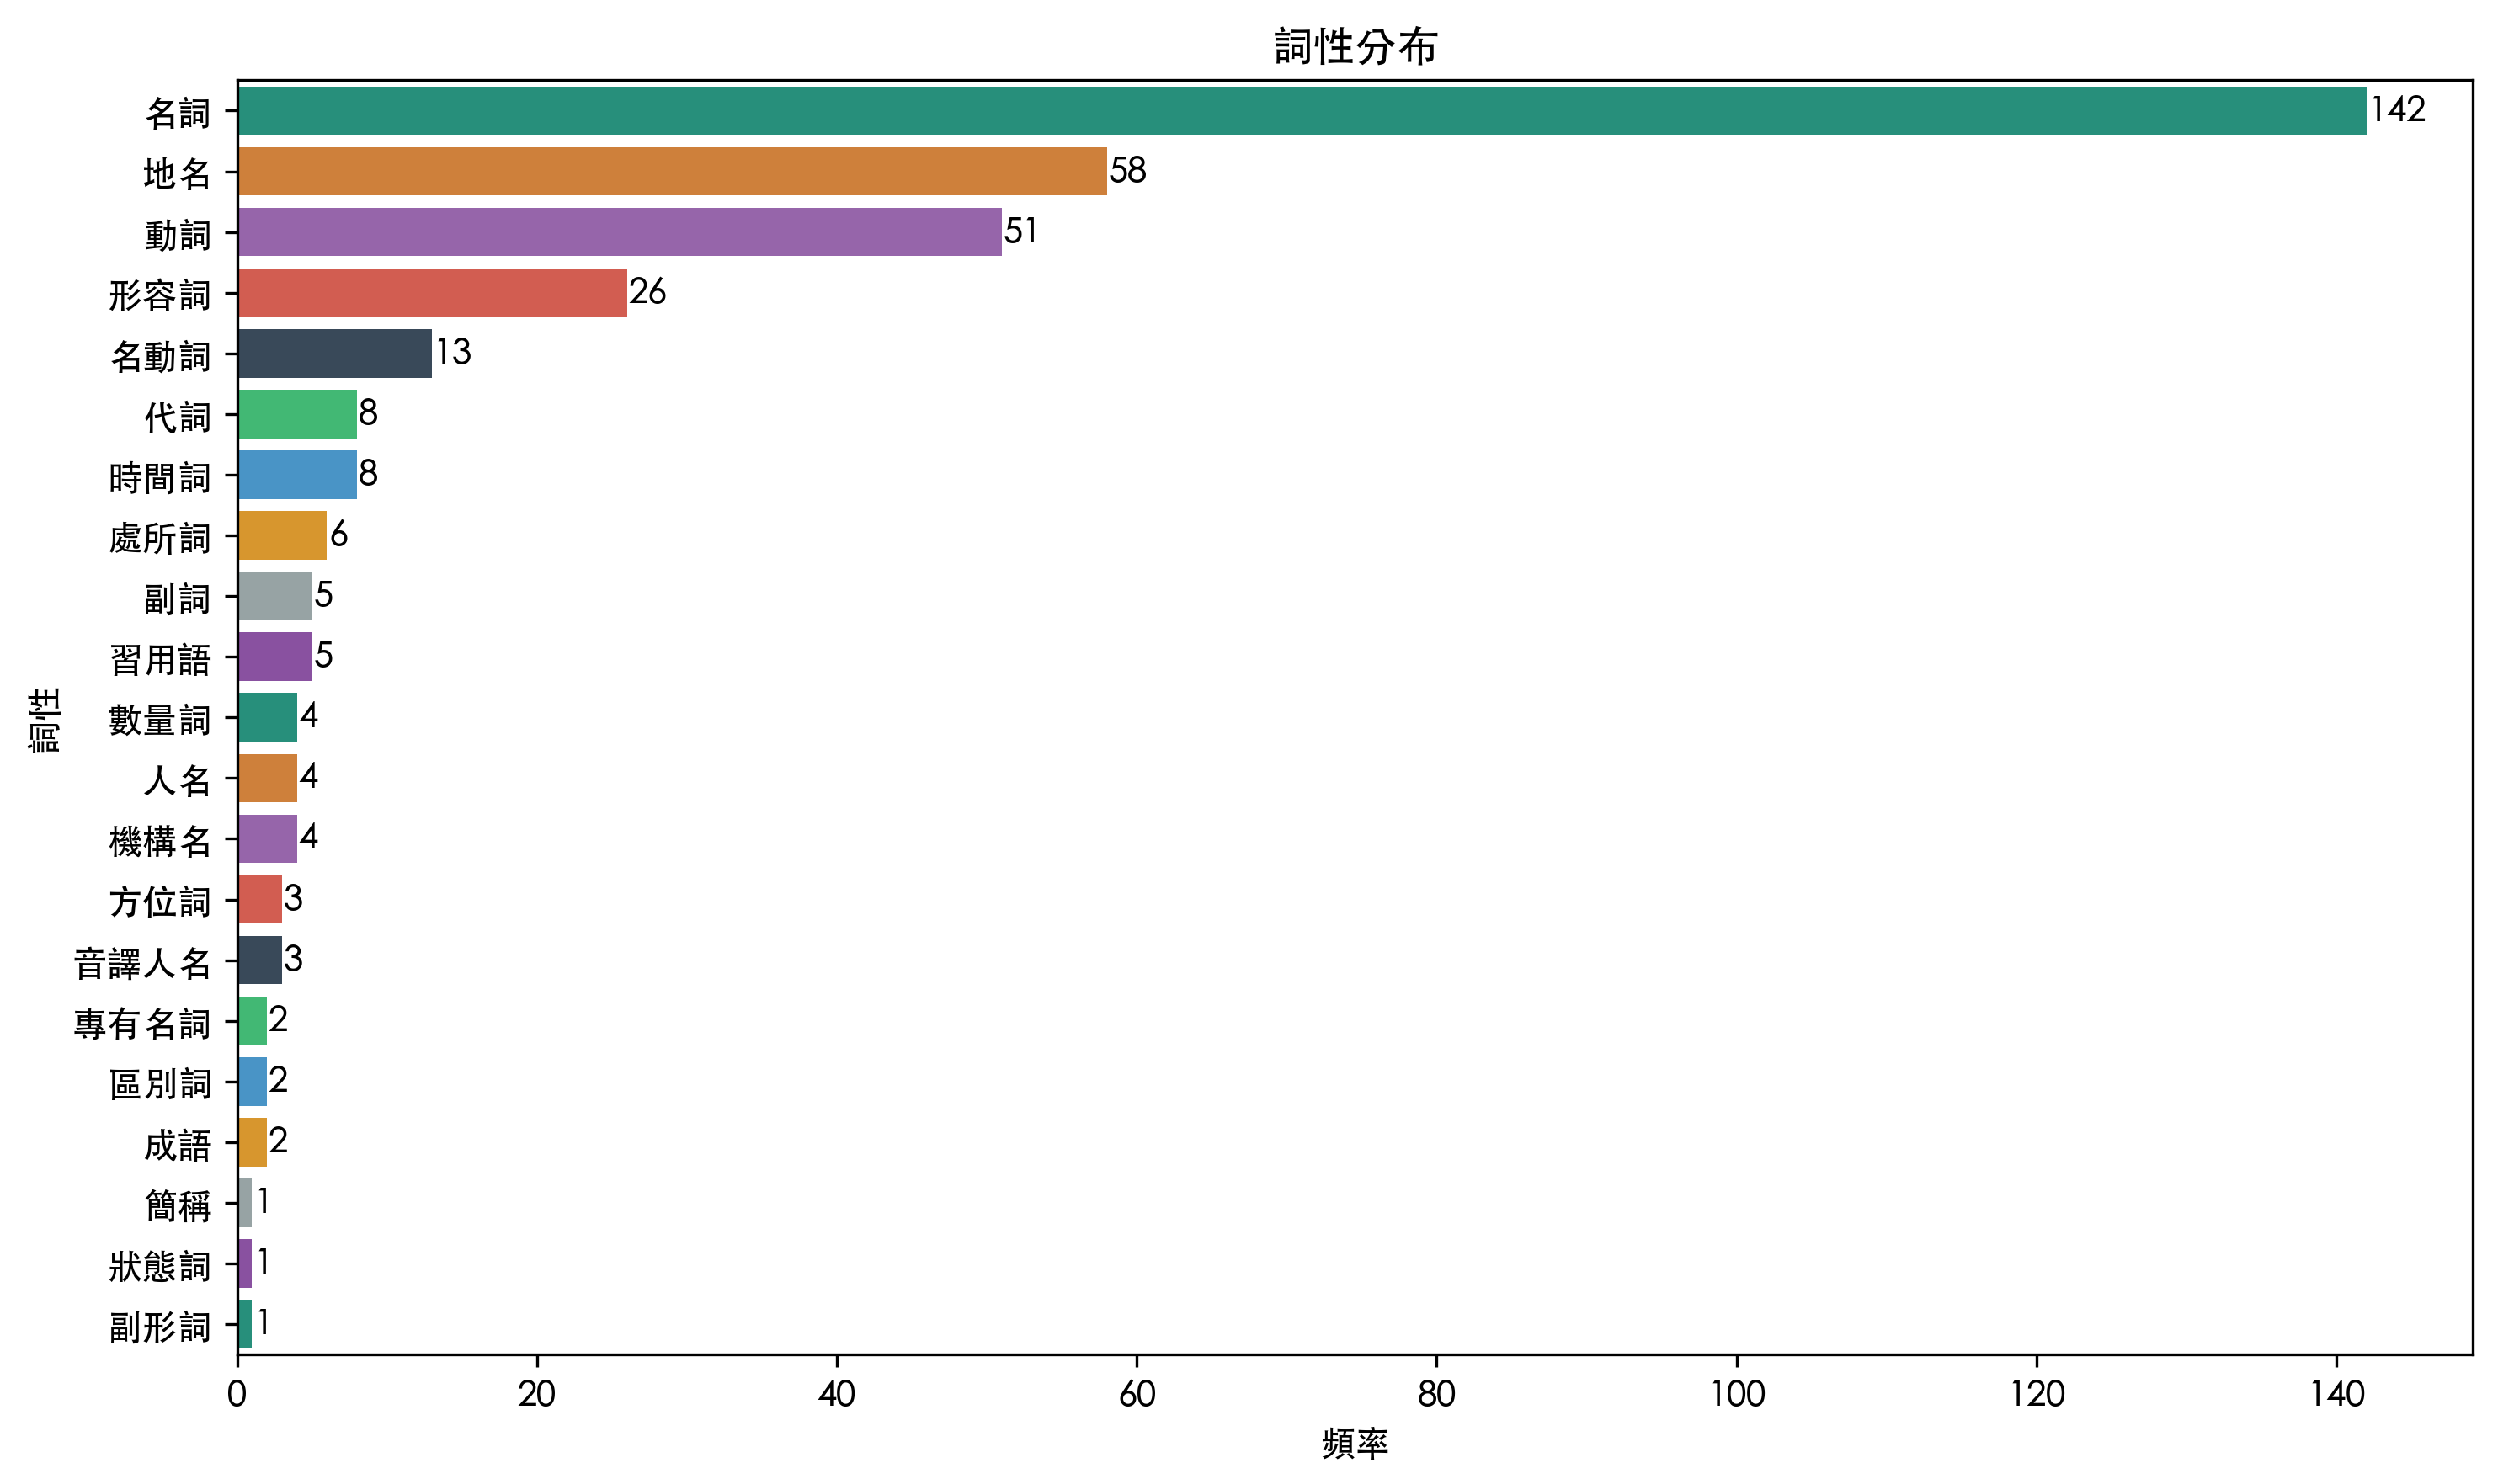 詞性分布
名詞 142
地名 58
動詞 51
形容詞 26
名動詞 13
代詞 8
時間詞 8
處所詞 6
副詞 5
習用語 5
數量詞 4
人名 4
機構名 4
方位詞 3
音譯人名 3
專有名詞 2
區別詞 2
成語 2
簡稱 1
狀態詞 1
副形詞 1
詞性
0 20 40 60 80 100 120 140
頻率